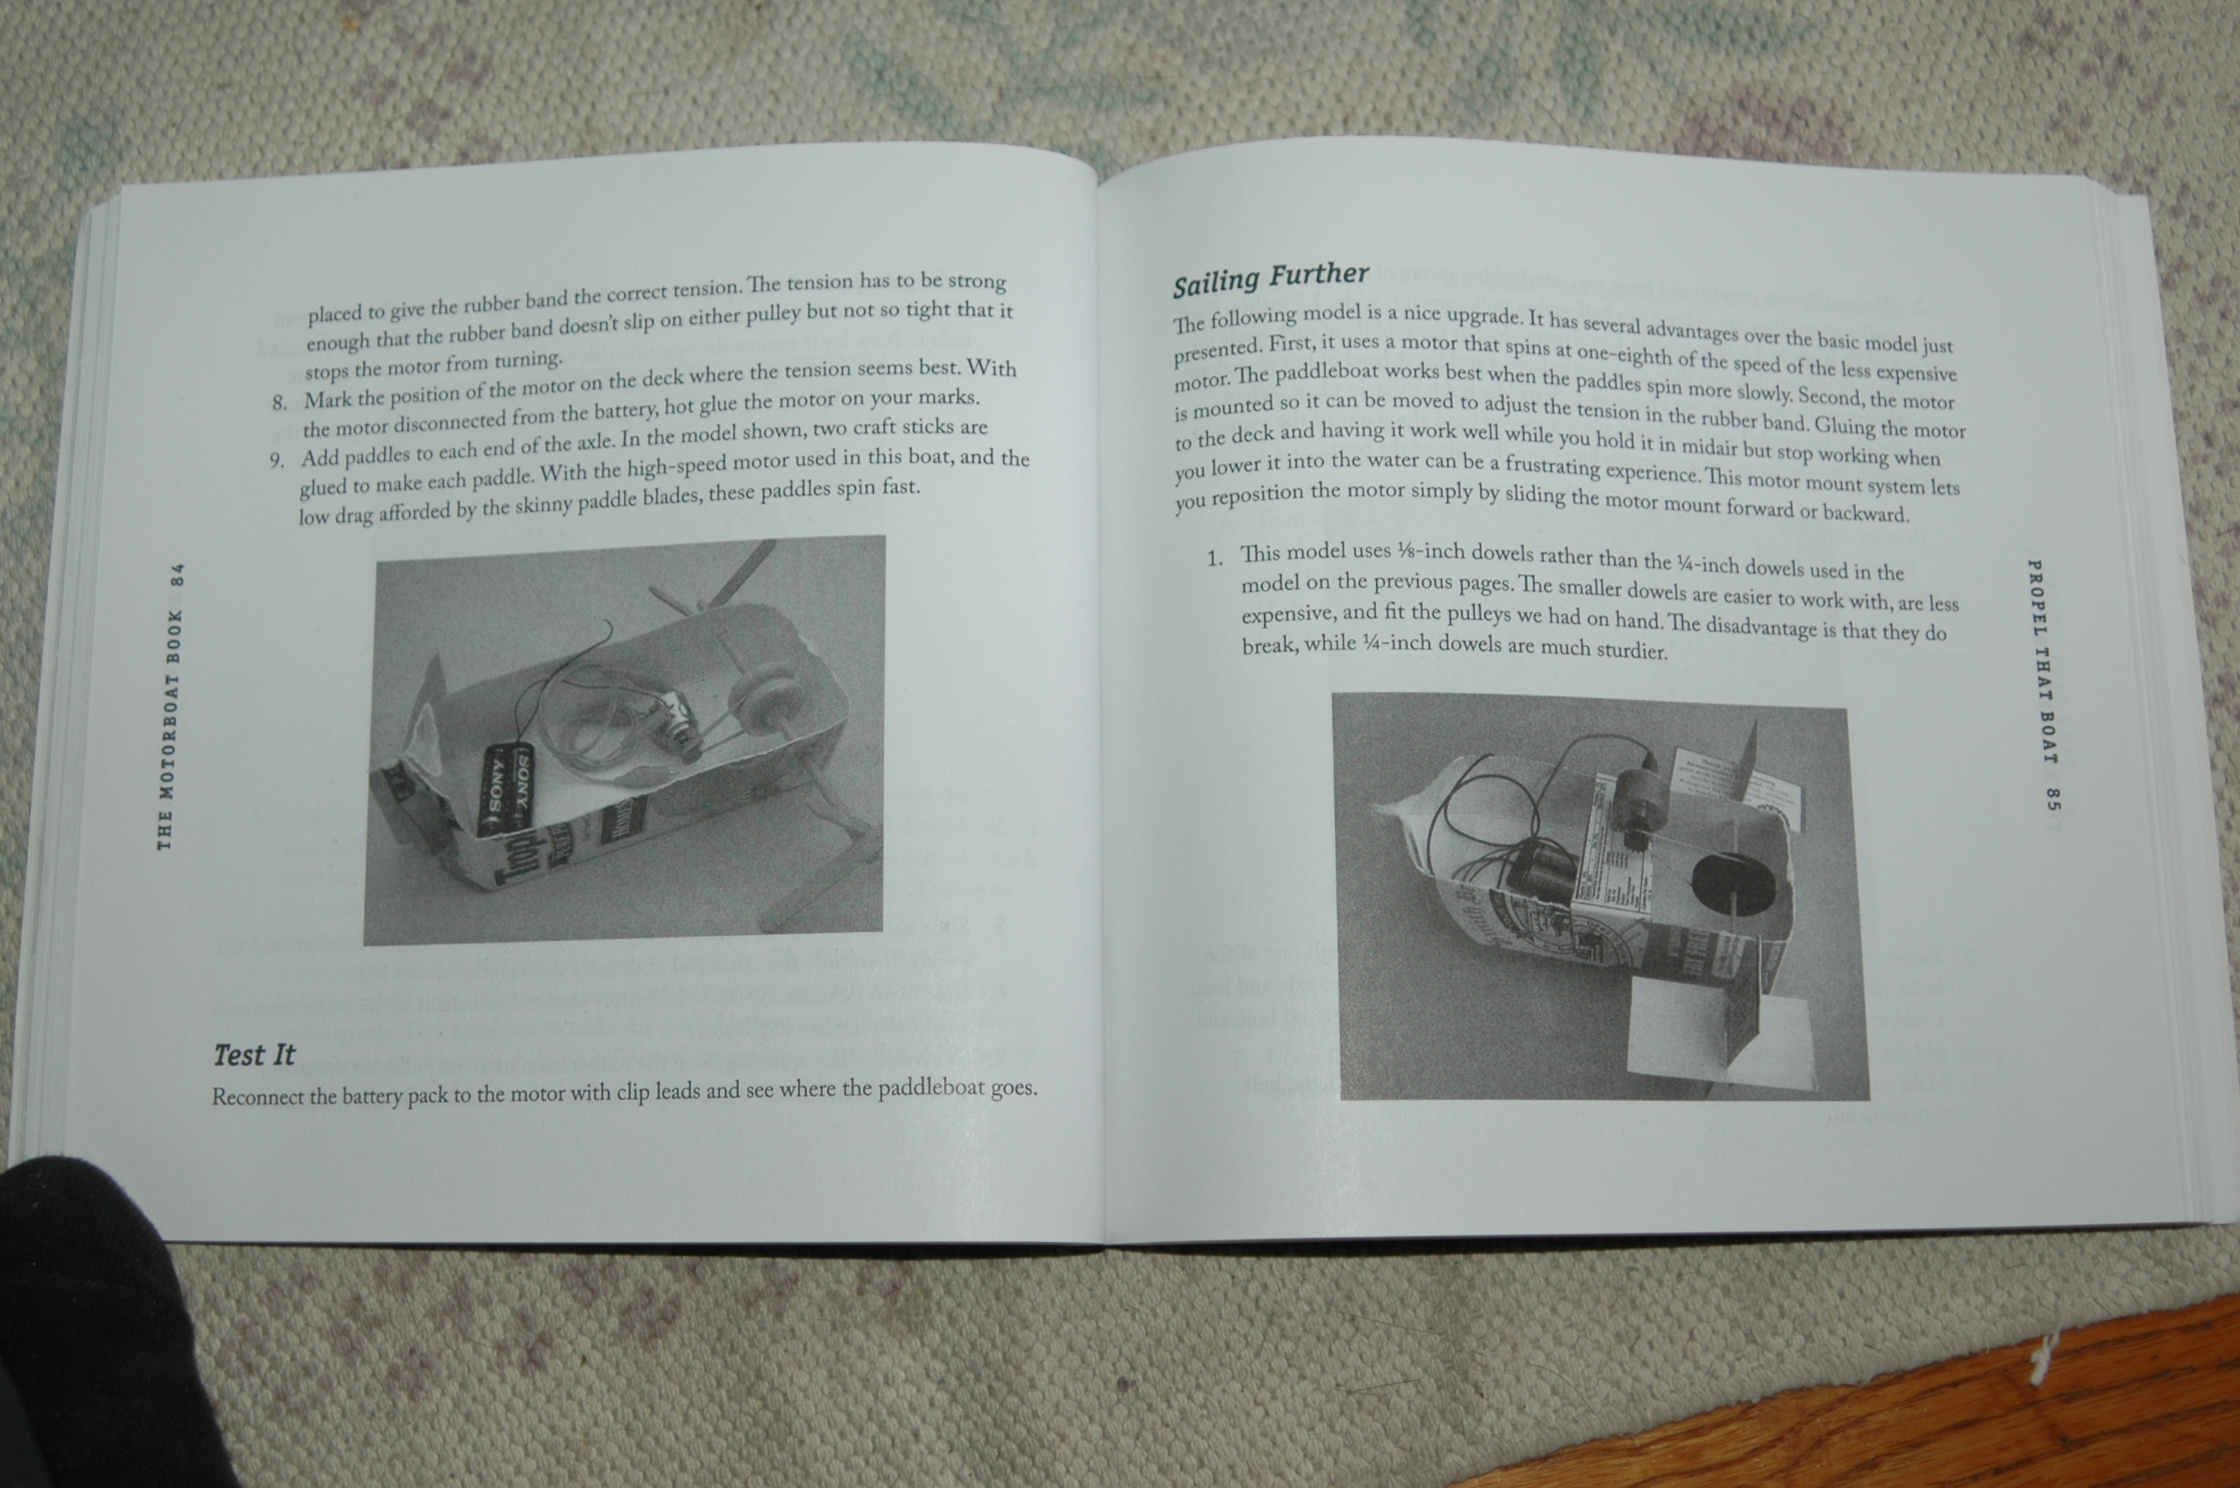 placed to give the rubber band the correct tension. The tension has to be strong
enough that the rubber band doesn't slip on either pulley but not so tight that it
stops the motor from turning.
8. Mark the position of the motor on the deck where the tension seems best. With
the motor disconnected from the battery, hot glue the motor on your marks.
9. Add paddles to each end of the axle. In the model shown, two craft sticks are
glued to make each paddle. With the high-speed motor used in this boat, and the
low drag afforded by the skinny paddle blades, these paddles spin fast.
SONY
SONY
HOMES
Trop
Test It
Reconnect the battery pack to the motor with clip leads and see where the paddleboat goes.
THE MOTORBOAT BOOK 84
Sailing Further
The following model is a nice upgrade. It has several advantages over the basic model just
presented. First, it uses a motor that spins at one-eighth of the speed of the less expensive
motor. The paddleboat works best when the paddles spin more slowly. Second, the motor
is mounted so it can be moved to adjust the tension in the rubber band. Gluing the motor
to the deck and having it work well while you hold it in midair but stop working when
you lower it into the water can be a frustrating experience. This motor mount system lets
you reposition the motor simply by sliding the motor mount forward or backward.
1. This model uses ⅛-inch dowels rather than the ¼-inch dowels used in the
model on the previous pages. The smaller dowels are easier to work with, are less
expensive, and fit the pulleys we had on hand. The disadvantage is that they do
break, while ¼-inch dowels are much sturdier.
PROPEL THAT BOAT 85